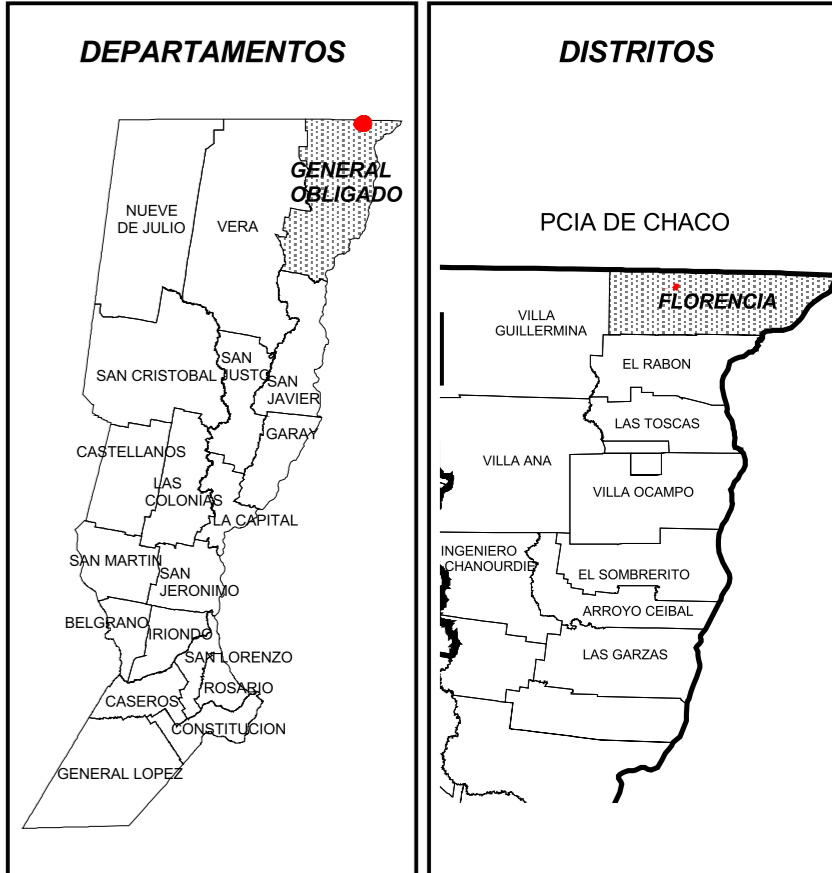 DEPARTAMENTOS
GENERAL
OBLIGADO
NUEVE
DE JULIO
VERA
SAN CRISTOBAL
SAN
JUSTO
SAN
JAVIER
GARAY
CASTELLANOS
LAS
COLONIAS
LA CAPITAL
SAN MARTIN
SAN
JERONIMO
BELGRANO
IRIONDO
SAN LORENZO
CASEROS
ROSARIO
CONSTITUCION
GENERAL LOPEZ
DISTRITOS
PCIA DE CHACO
FLORENCIA
VILLA
GUILLERMINA
EL RABON
LAS TOSCAS
VILLA ANA
VILLA OCAMPO
INGENIERO
CHANOURDIE
EL SOMBRERITO
ARROYO CEIBAL
LAS GARZAS